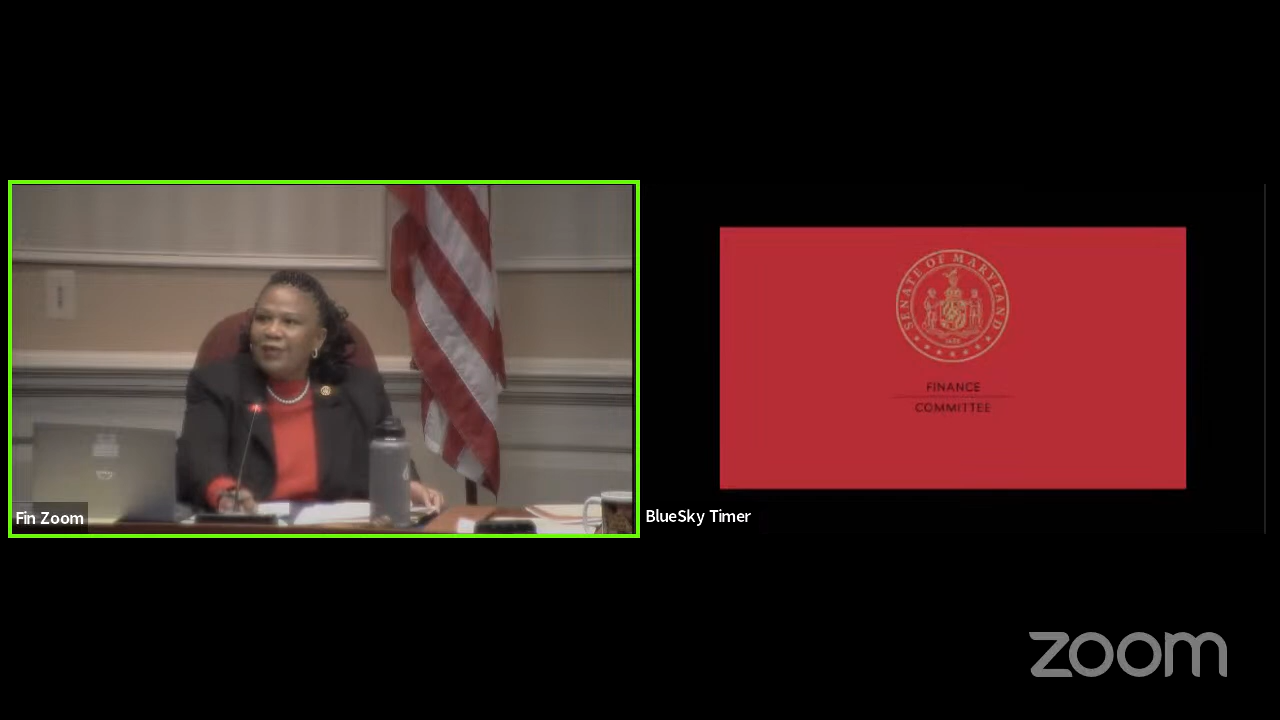 SENATE OF MARYLAND
FINANCE
COMMITTEE
Fin Zoom
BlueSky Timer
zoom